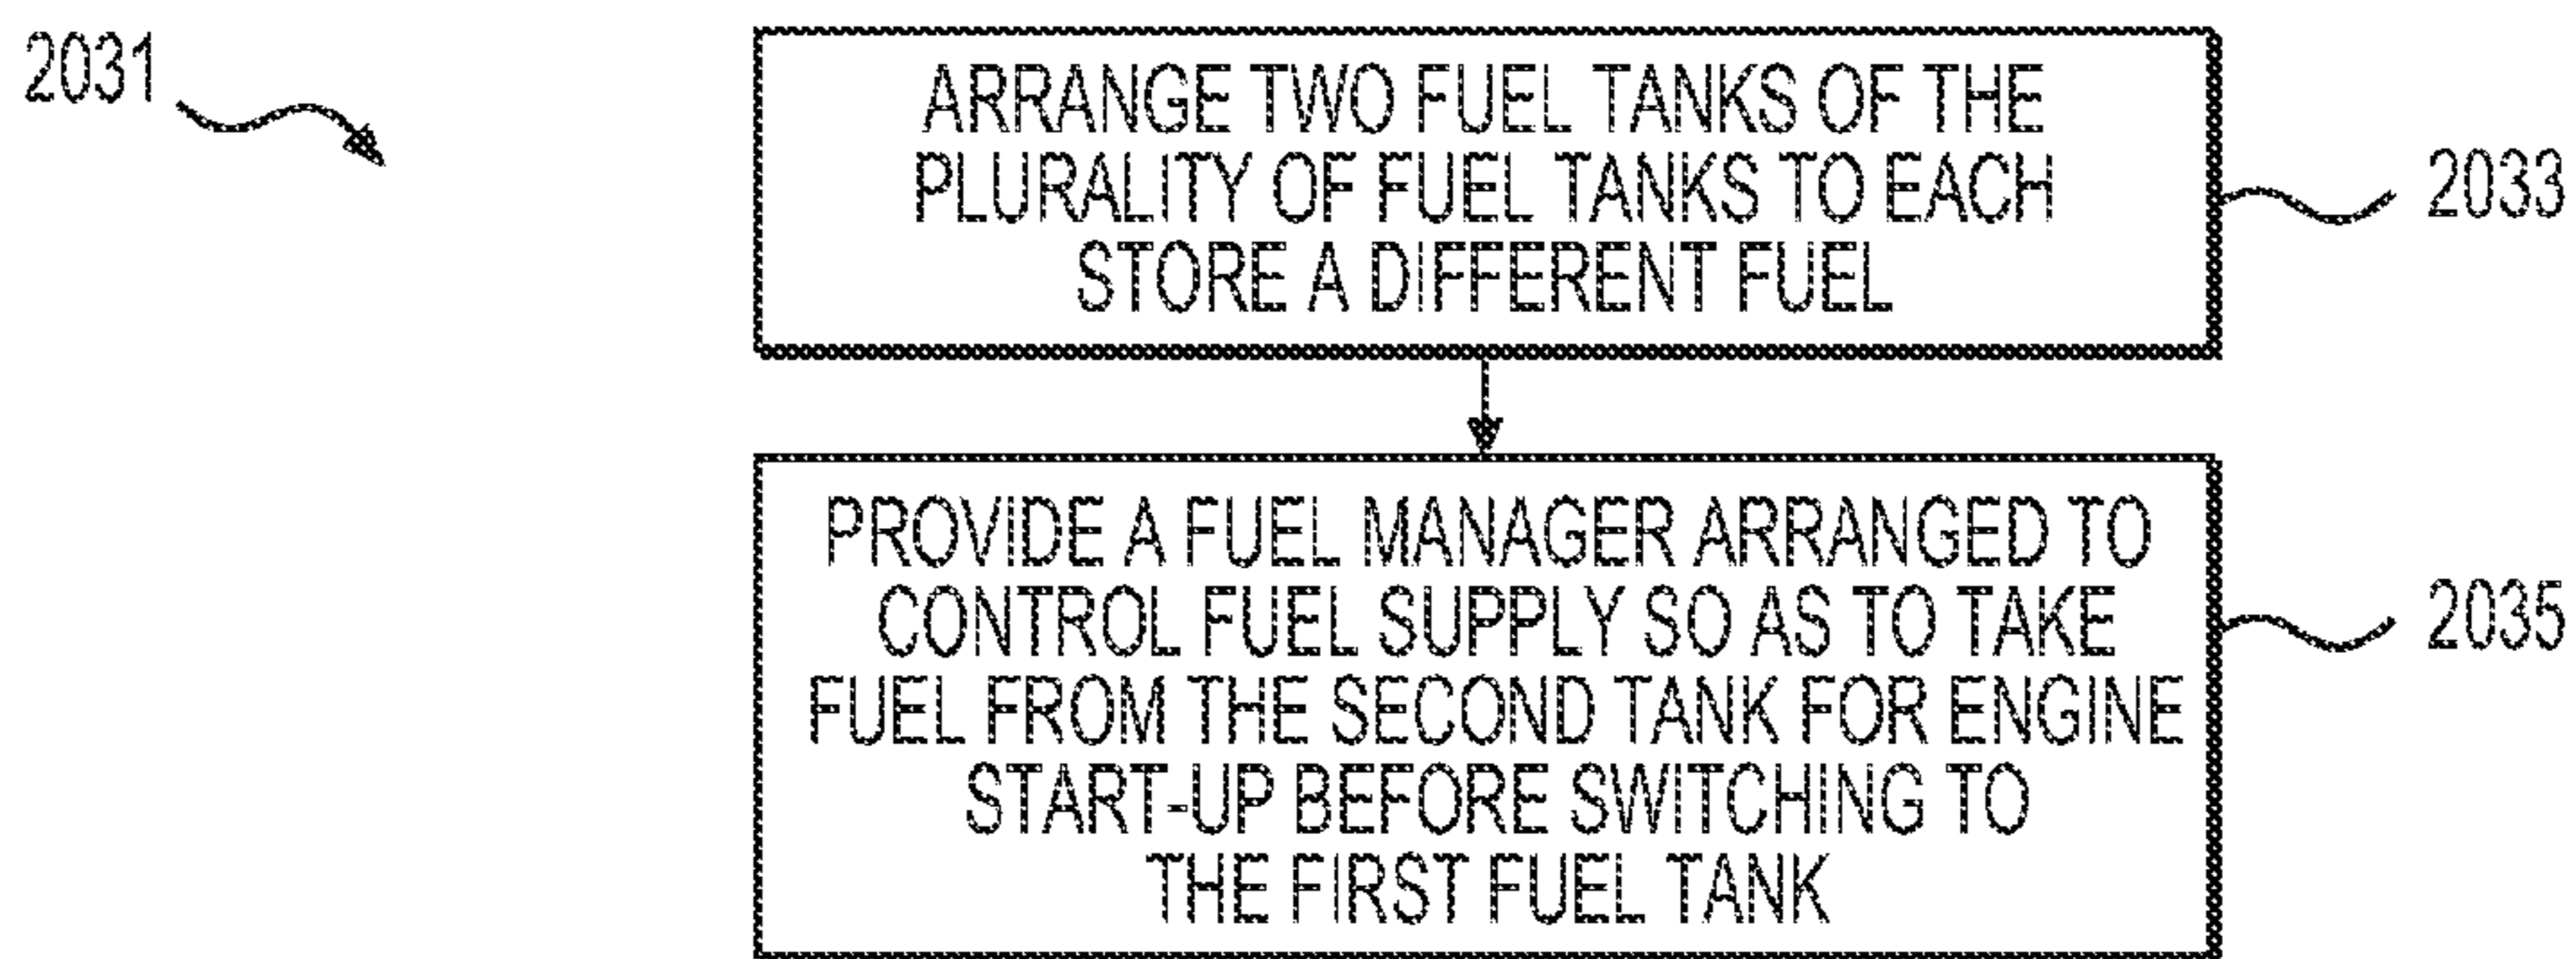 2031
ARRANGE TWO FUEL TANKS OF THE
PLURALITY OF FUEL TANKS TO EACH
STORE A DIFFERENT FUEL
2033
PROVIDE A FUEL MANAGER ARRANGED TO
CONTROL FUEL SUPPLY SO AS TO TAKE
FUEL FROM THE SECOND TANK FOR ENGINE
START-UP BEFORE SWITCHING TO
THE FIRST FUEL TANK
2035